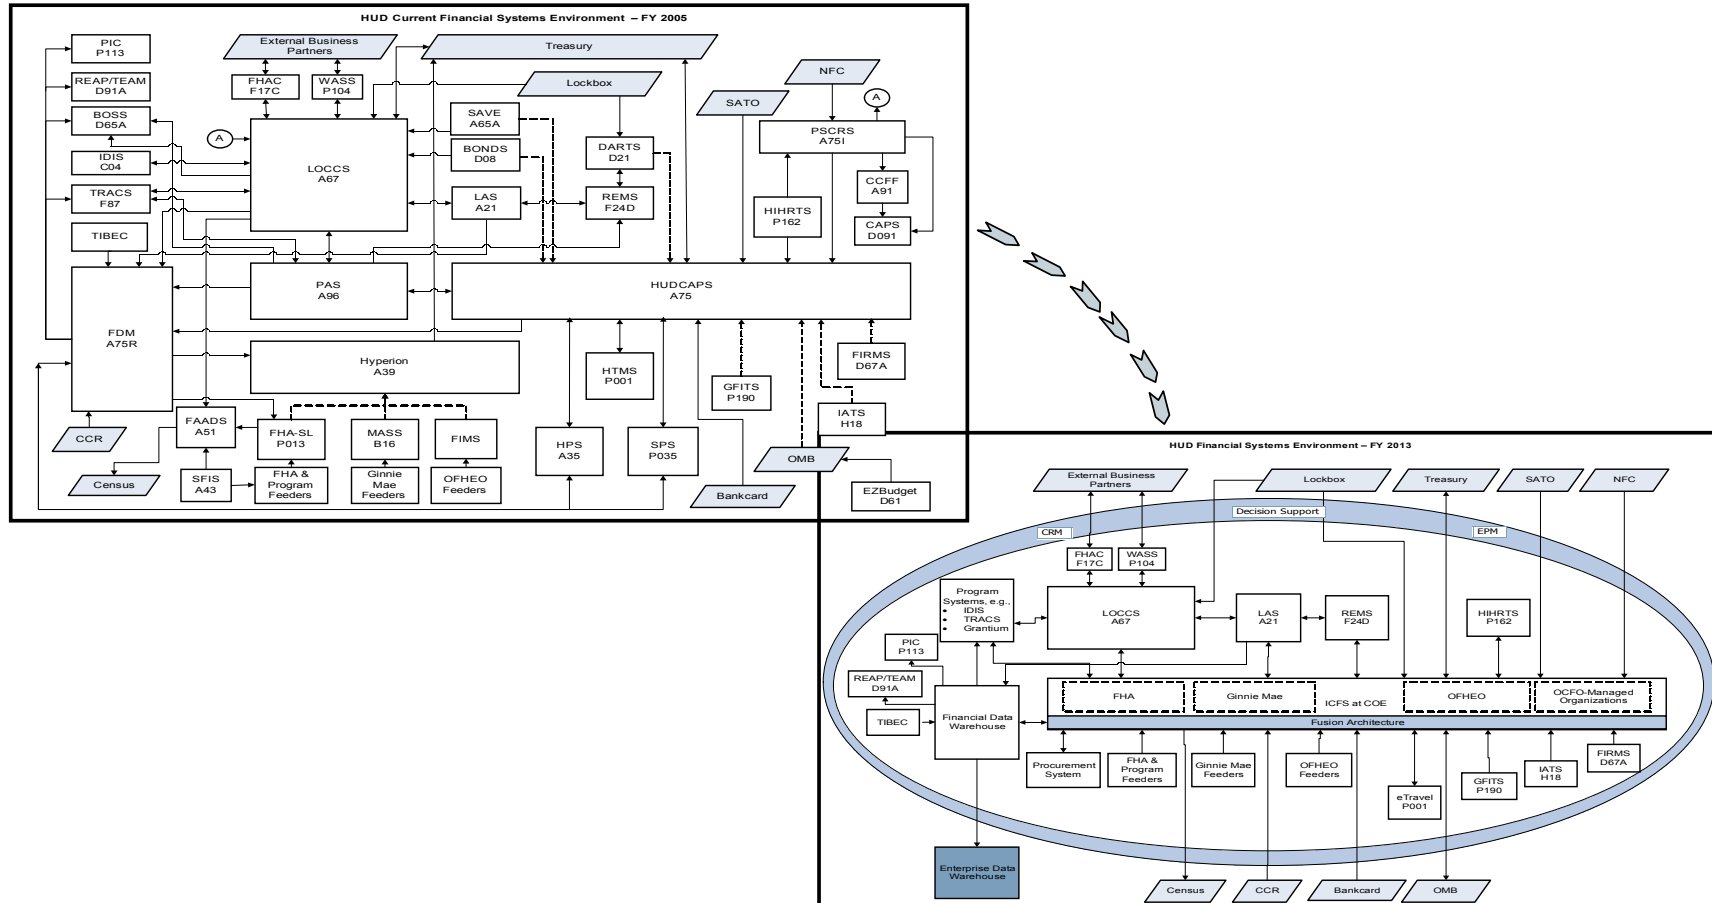 HUD Current Financial Systems Environment – FY 2005
PIC
P113
External Business
Partners
Treasury
REAP/TEAM
D91A
FHAC
F17C
WASS
P104
Lockbox
NFC
SATO
A
BOSS
D65A
SAVE
A65A
A
LOCCS
A67
BONDS
D08
DARTS
D21
PSCRS
A75I
IDIS
C04
CCFF
A91
TRACS
F87
LAS
A21
REMS
F24D
HIHRTS
P162
CAPS
D091
TIBEC
PAS
A96
HUDCAPS
A75
FDM
A75R
Hyperion
A39
HTMS
P001
FIRMS
D67A
GFITS
P190
IATS
H18
CCR
FAADS
A51
FHA-SL
P013
MASS
B16
FIMS
HPS
A35
SPS
P035
OMB
Census
SFIS
A43
FHA &
Program
Feeders
Ginnie
Mae
Feeders
OFHEO
Feeders
Bankcard
EZBudget
D61
HUD Financial Systems Environment – FY 2013
External Business
Partners
Lockbox
Treasury
SATO
NFC
Decision Support
CRM
EPM
FHAC
F17C
WASS
P104
Program
Systems, e.g.,
• IDIS
• TRACS
• Grantium
LOCCS
A67
LAS
A21
REMS
F24D
HIHRTS
P162
PIC
P113
REAP/TEAM
D91A
TIBEC
Financial Data
Warehouse
FHA
Ginnie Mae
ICFS at COE
OFHEO
OCFO-Managed
Organizations
Fusion Architecture
Procurement
System
FHA &
Program
Feeders
Ginnie Mae
Feeders
OFHEO
Feeders
eTravel
P001
GFITS
P190
IATS
H18
FIRMS
D67A
Enterprise Data
Warehouse
Census
CCR
Bankcard
OMB